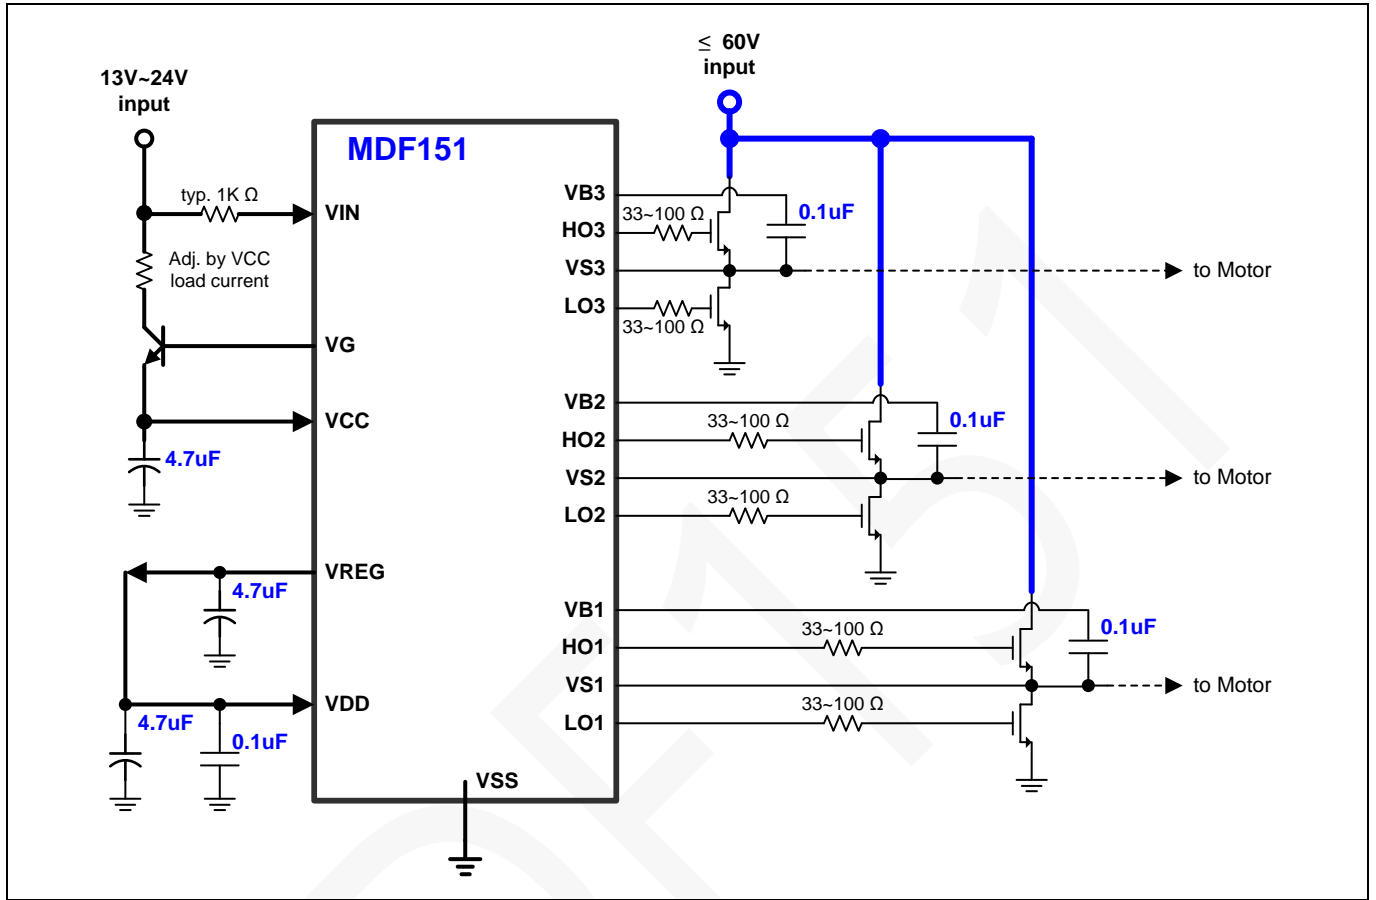 ≤ 60V
input
13V~24V
input
MDF151
typ. 1K Ω
VIN
Adj. by VCC
load current
VG
VCC
4.7uF
VREG
4.7uF
VDD
4.7uF
0.1uF
VSS
VB3
33~100 Ω
0.1uF
HO3
VS3
to Motor
LO3
33~100 Ω
VB2
33~100 Ω
0.1uF
HO2
VS2
to Motor
33~100 Ω
LO2
VB1
33~100 Ω
0.1uF
HO1
VS1
to Motor
33~100 Ω
LO1